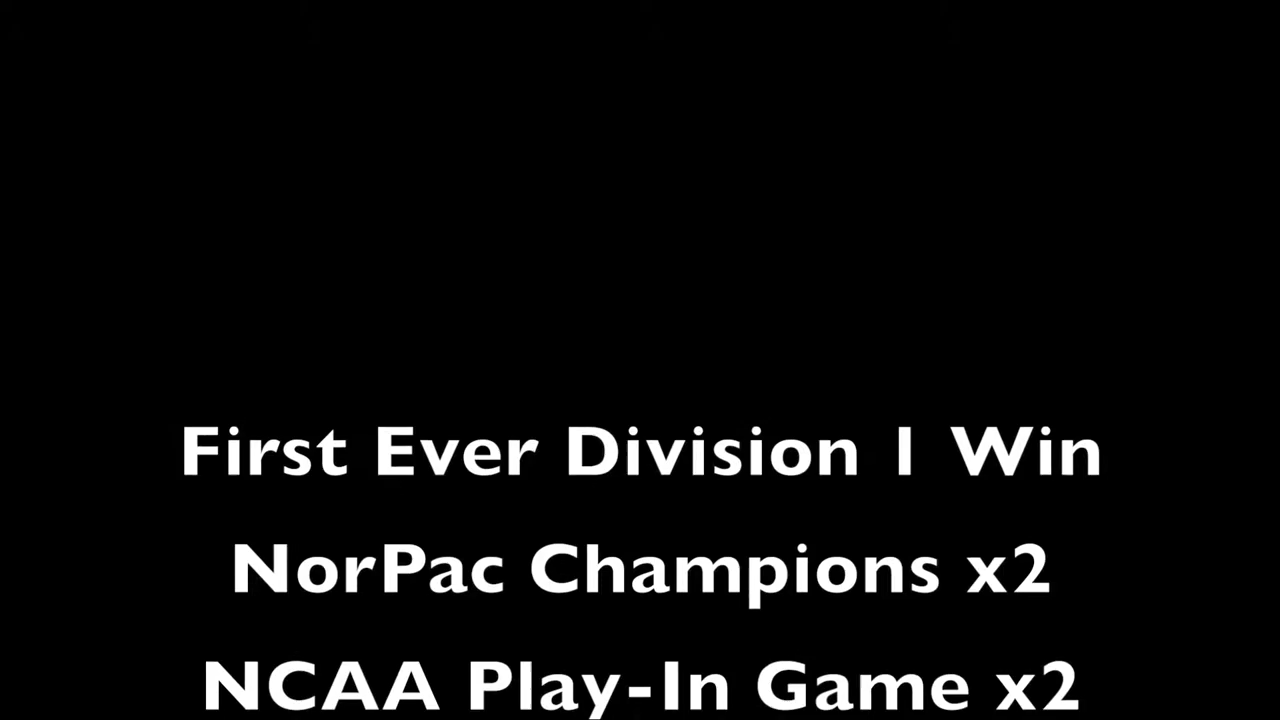 First Ever Division 1 Win
NorPac Champions x2
NCAA Play-In Game x2